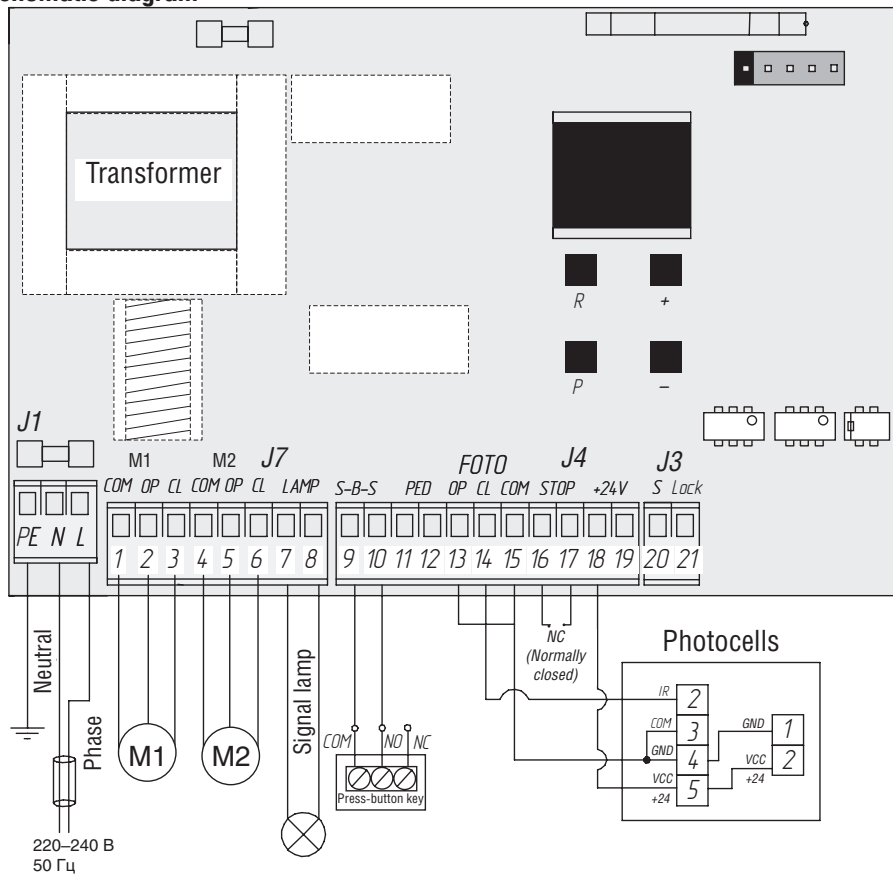 Transformer
R +
P –
J1
M1 M2 J7 FOTO J4 J3
COM OP CL COM OP CL LAMP S-B-S PED OP CL COM STOP +24V S Lock
PE N L
1 2 3 4 5 6 7 8 9 10 11 12 13 14 15 16 17 18 19 20 21
Neutral
Phase
M1
M2
Signal lamp
NC
(Normally
closed)
COM NO NC
Press-button key
Photocells
IR 2
COM 3 GND 1
GND 4 VCC 2
VCC 5 +24
+24
220–240 В
50 Гц